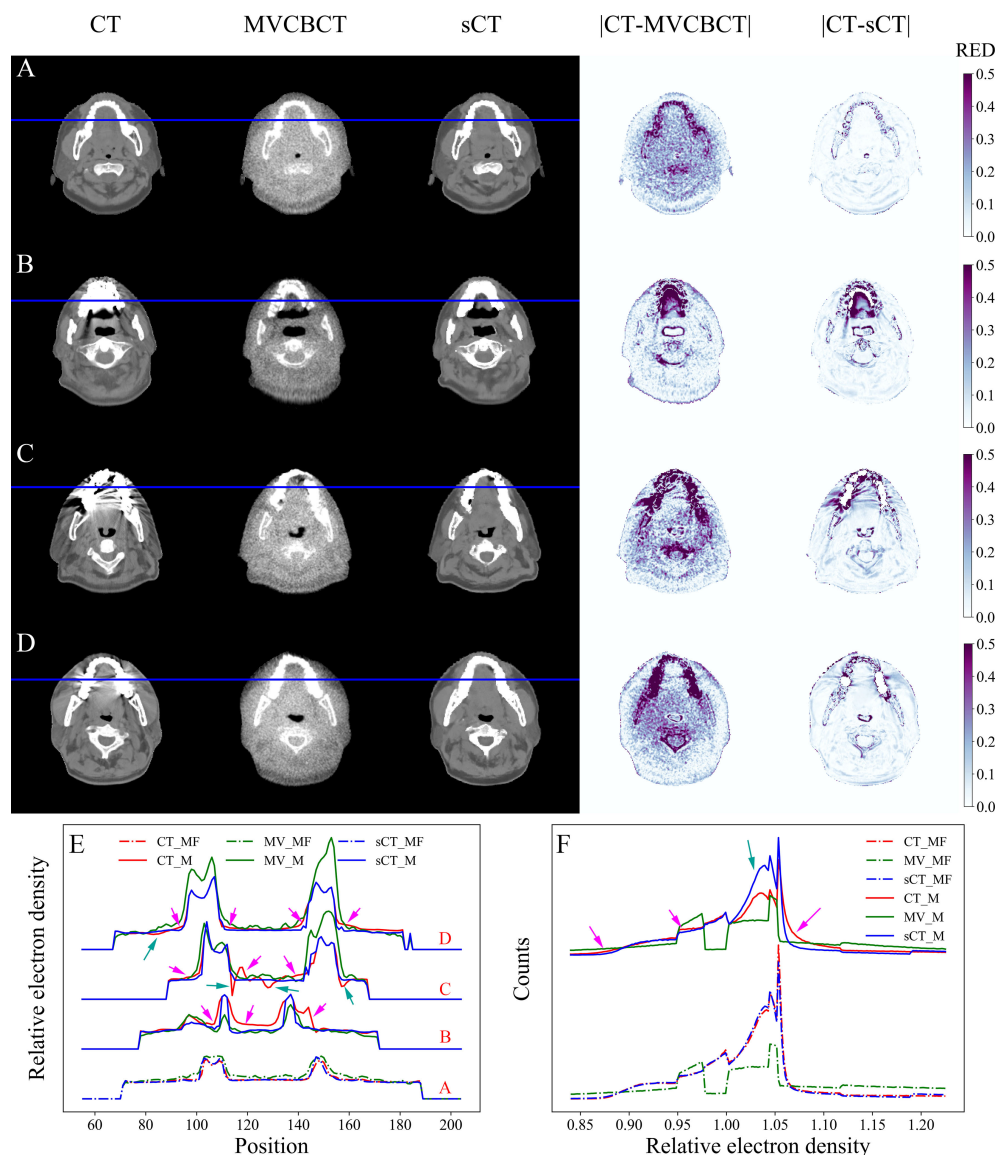 CT MVCBCT sCT |CT-MVCBCT| |CT-sCT|
RED
A
0.5
0.4
0.3
0.2
0.1
0.0
B
0.5
0.4
0.3
0.2
0.1
0.0
C
0.5
0.4
0.3
0.2
0.1
0.0
D
0.5
0.4
0.3
0.2
0.1
0.0
E
CT_MF MV_MF sCT_MF
CT_M MV_M sCT_M
D
C
B
A
Relative electron density
60 80 100 120 140 160 180 200
Position
F
CT_MF
MV_MF
sCT_MF
CT_M
MV_M
sCT_M
Counts
0.85 0.90 0.95 1.00 1.05 1.10 1.15 1.20
Relative electron density